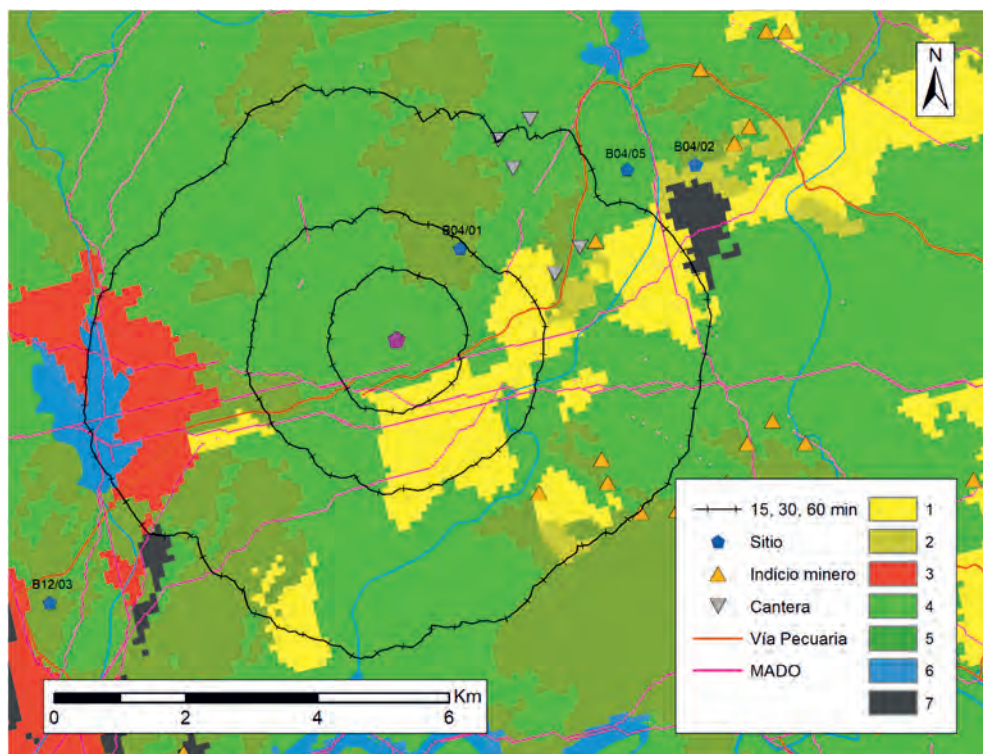 N
B04/05
B04/02
B04/01
B12/03
15, 30, 60 min
Sitio
Indício minero
Cantera
Vía Pecuaria
MADO
1
2
3
4
5
6
7
Km
0 2 4 6